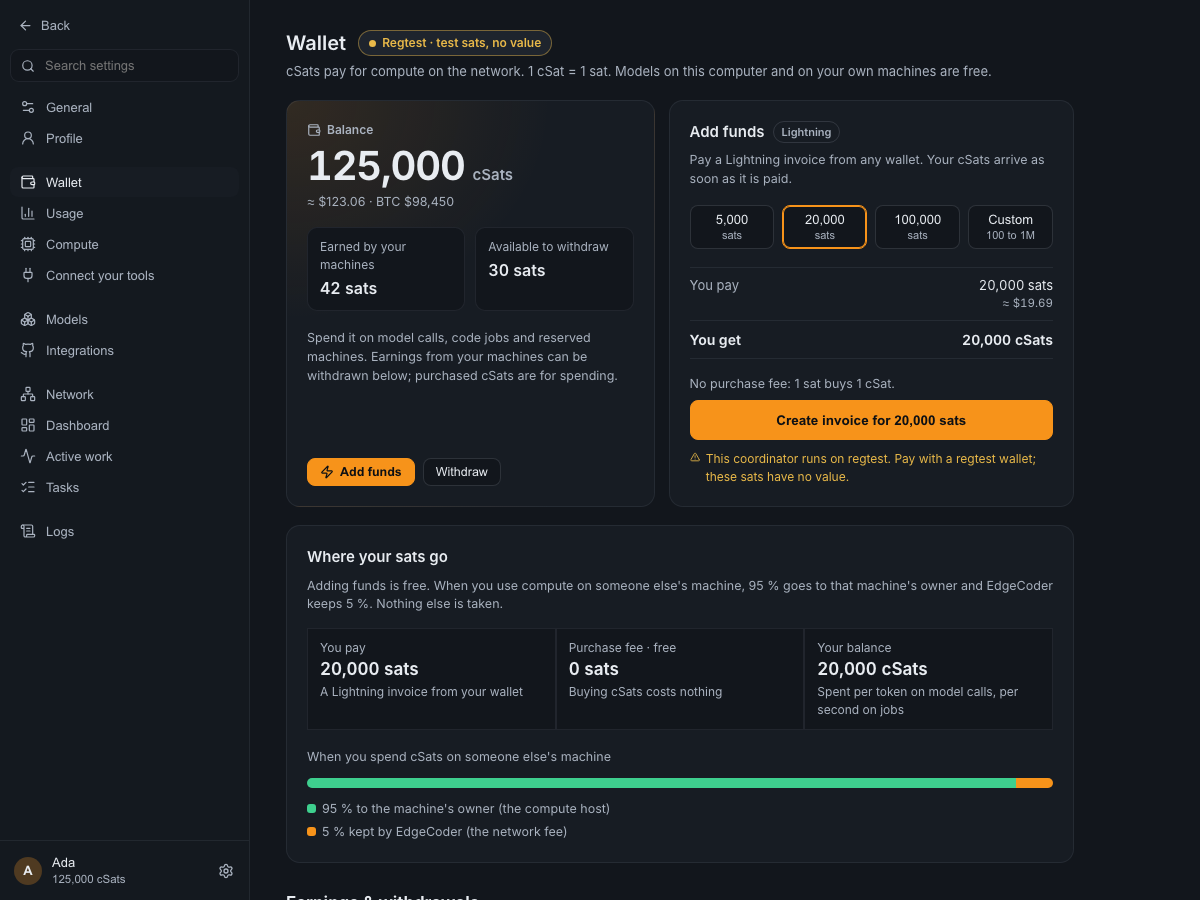 Back
Search settings
General
Profile
Wallet
Usage
Compute
Connect your tools
Models
Integrations
Network
Dashboard
Active work
Tasks
Logs
A
Ada
125,000 cSats
Wallet
Regtest · test sats, no value
cSats pay for compute on the network. 1 cSat = 1 sat. Models on this computer and on your own machines are free.
Balance
125,000 cSats
≈ $123.06 · BTC $98,450
Earned by your
machines
42 sats
Available to withdraw
30 sats
Spend it on model calls, code jobs and reserved
machines. Earnings from your machines can be
withdrawn below; purchased cSats are for spending.
Add funds
Withdraw
Add funds
Lightning
Pay a Lightning invoice from any wallet. Your cSats arrive as
soon as it is paid.
5,000
sats
20,000
sats
100,000
sats
Custom
100 to 1M
You pay
20,000 sats
≈ $19.69
You get
20,000 cSats
No purchase fee: 1 sat buys 1 cSat.
Create invoice for 20,000 sats
This coordinator runs on regtest. Pay with a regtest wallet;
these sats have no value.
Where your sats go
Adding funds is free. When you use compute on someone else's machine, 95 % goes to that machine's owner and EdgeCoder
keeps 5 %. Nothing else is taken.
You pay
20,000 sats
A Lightning invoice from your wallet
Purchase fee · free
0 sats
Buying cSats costs nothing
Your balance
20,000 cSats
Spent per token on model calls, per
second on jobs
When you spend cSats on someone else's machine
95 % to the machine's owner (the compute host)
5 % kept by EdgeCoder (the network fee)
Earnings & withdrawals